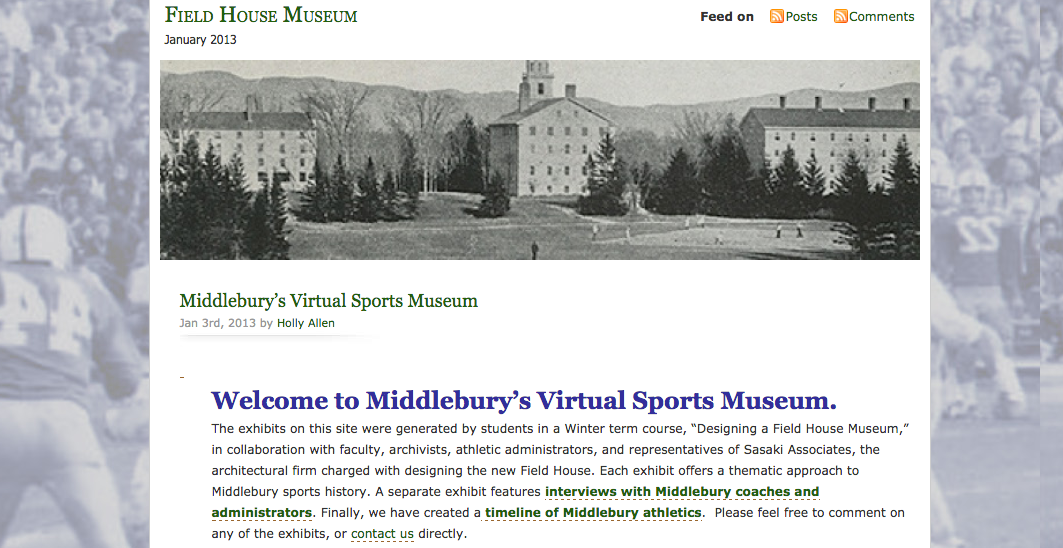 Field House Museum
Feed on Posts Comments
January 2013
Middlebury’s Virtual Sports Museum
Jan 3rd, 2013 by Holly Allen
-
Welcome to Middlebury’s Virtual Sports Museum.
The exhibits on this site were generated by students in a Winter term course, “Designing a Field House Museum,”
in collaboration with faculty, archivists, athletic administrators, and representatives of Sasaki Associates, the
architectural firm charged with designing the new Field House. Each exhibit offers a thematic approach to
Middlebury sports history. A separate exhibit features interviews with Middlebury coaches and
administrators. Finally, we have created a timeline of Middlebury athletics.  Please feel free to comment on
any of the exhibits, or contact us directly.